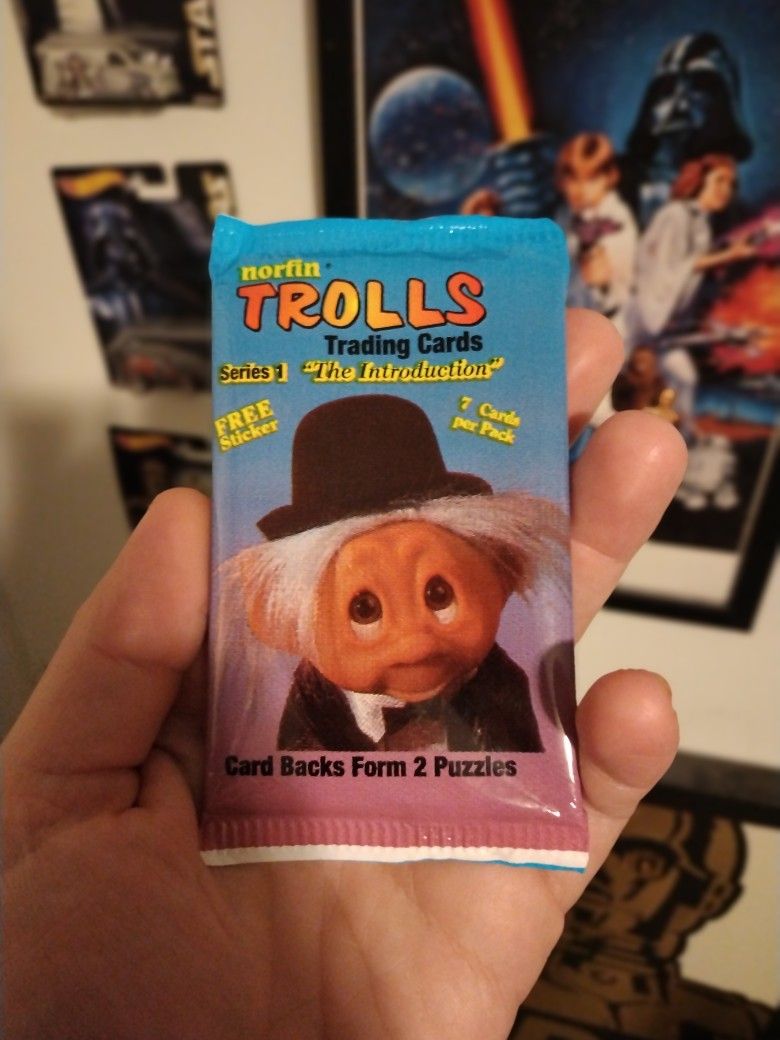 STA
norfin
TROLLS
Trading Cards
Series 1 "The Introduction"
FREE
Sticker
7 Cards
per Pack
Card Backs Form 2 Puzzles